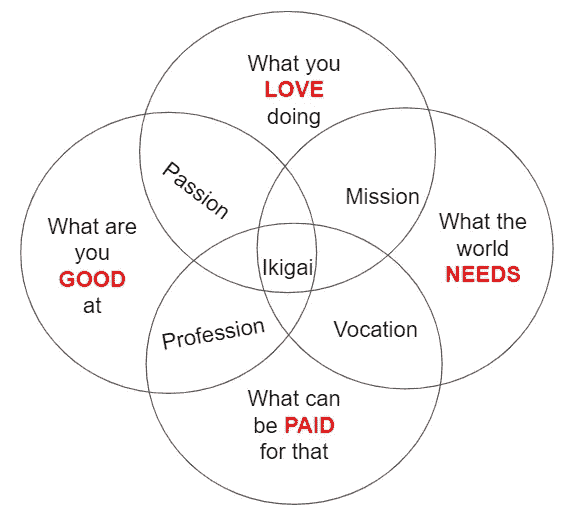 What you
LOVE
doing
Passion
Mission
What are
you
GOOD
at
What the
world
NEEDS
Ikigai
Profession
Vocation
What can
be PAID
for that